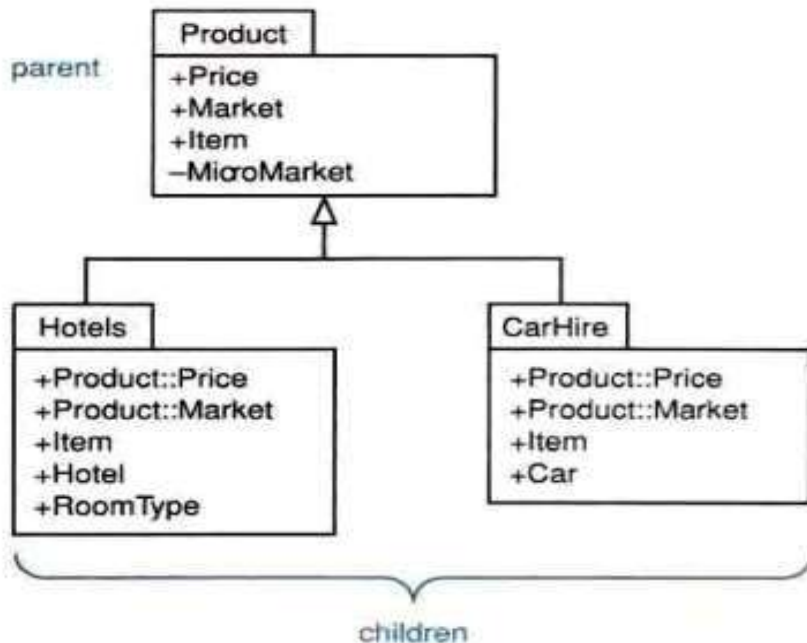 Product
parent
+Price
+Market
+Item
–MicroMarket
Hotels
+Product::Price
+Product::Market
+Item
+Hotel
+RoomType
CarHire
+Product::Price
+Product::Market
+Item
+Car
children